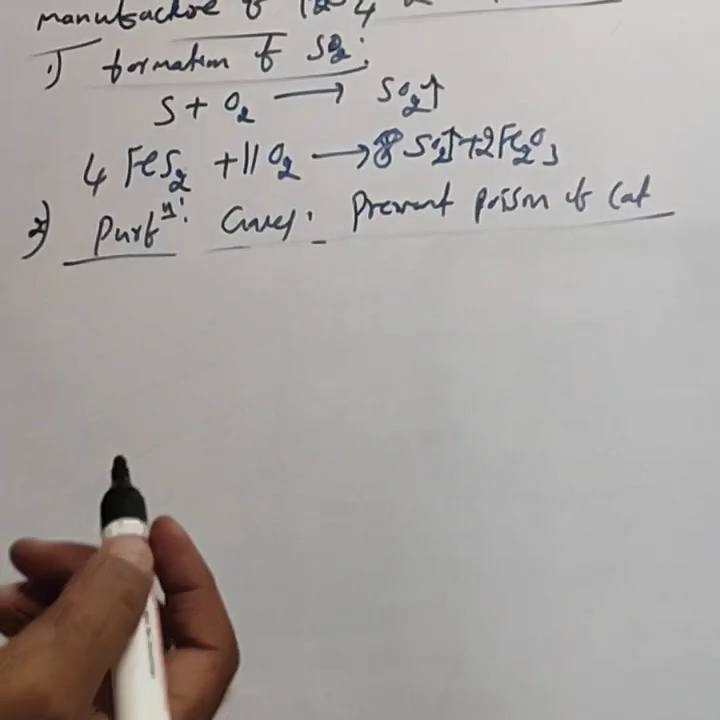 manufacture of H2SO4
1) formation of SO2:
S + O2 ⟶ SO2↑
4 FeS2 + 11 O2 ⟶ 8 SO2↑ + 2Fe2O3
2) Purfⁿ: Gases: Prevent poison of Cat